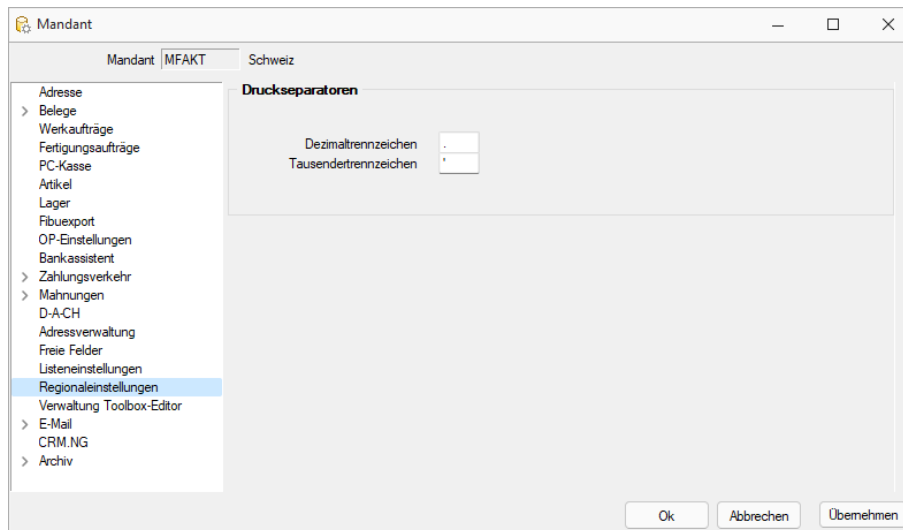 Mandant
Mandant MFAKT Schweiz
Adresse
Belege
Werkaufträge
Fertigungsaufträge
PC-Kasse
Artikel
Lager
Fibuexport
OP-Einstellungen
Bankassistent
Zahlungsverkehr
Mahnungen
D-A-CH
Adressverwaltung
Freie Felder
Listeneinstellungen
Regionaleinstellungen
Verwaltung Toolbox-Editor
E-Mail
CRM.NG
Archiv
Druckseparatoren
Dezimaltrennzeichen .
Tausendertrennzeichen '
Ok Abbrechen Übernehmen